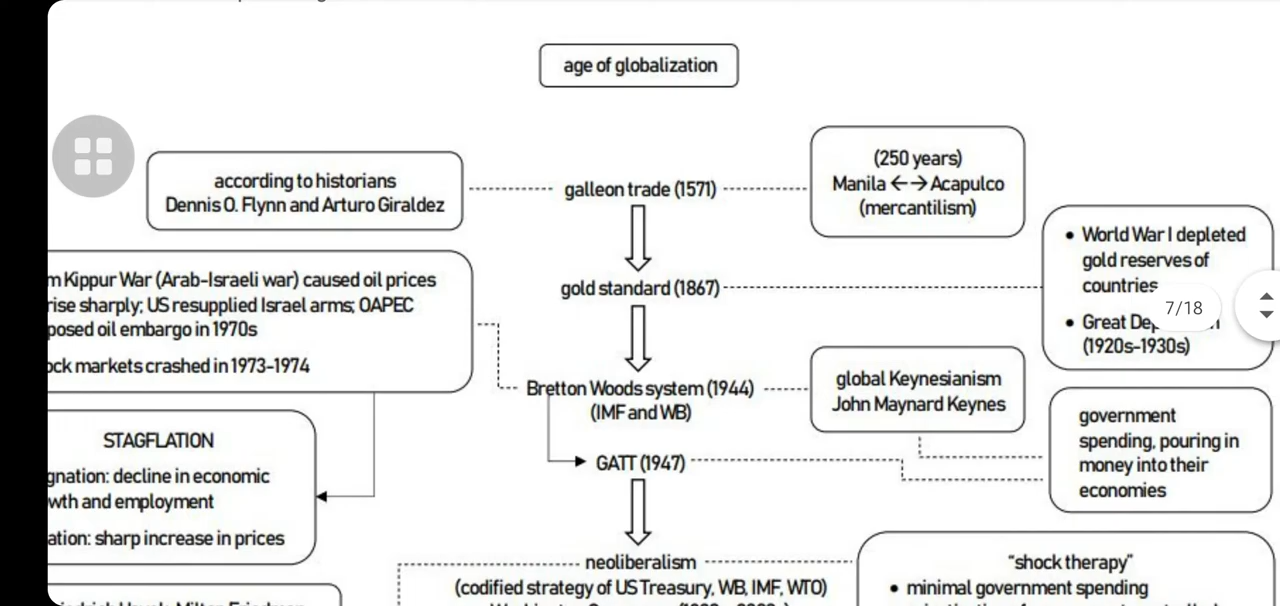 age of globalization
according to historians
Dennis O. Flynn and Arturo Giraldez
galleon trade (1571)
(250 years)
Manila ←→ Acapulco
(mercantilism)
gold standard (1867)
• World War I depleted
gold reserves of
countries
• Great
(1920s-1930s)
7/18
Kippur War (Arab-Israeli war) caused oil prices
rise sharply; US resupplied Israel arms; OAPEC
oil embargo in 1970s
markets crashed in 1973-1974
Bretton Woods system (1944)
(IMF and WB)
global Keynesianism
John Maynard Keynes
government
spending, pouring in
money into their
economies
GATT (1947)
STAGFLATION
decline in economic
and employment
sharp increase in prices
neoliberalism
(codified strategy of US Treasury, WB, IMF, WTO)
"shock therapy"
• minimal government spending